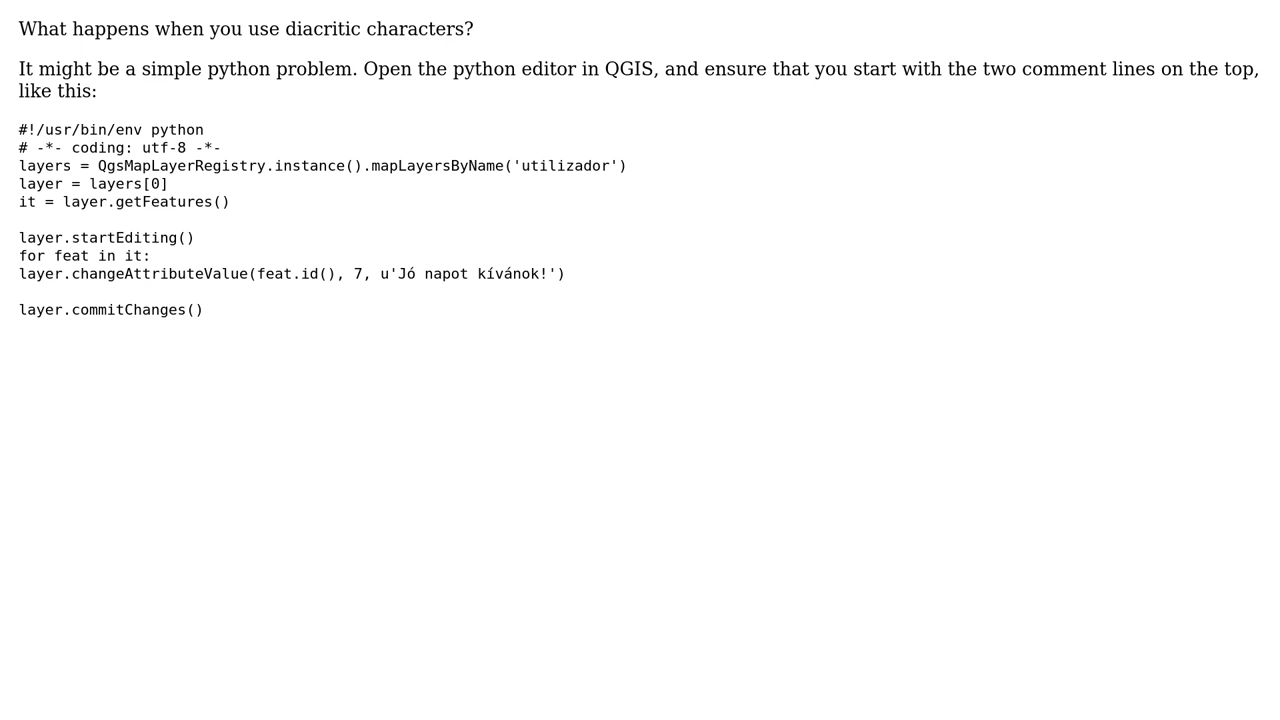 What happens when you use diacritic characters?
It might be a simple python problem. Open the python editor in QGIS, and ensure that you start with the two comment lines on the top,
like this:
#!/usr/bin/env python
# -*- coding: utf-8 -*-
layers = QgsMapLayerRegistry.instance().mapLayersByName('utilizador')
layer = layers[0]
it = layer.getFeatures()
layer.startEditing()
for feat in it:
layer.changeAttributeValue(feat.id(), 7, u'Jó napot kívánok!')
layer.commitChanges()